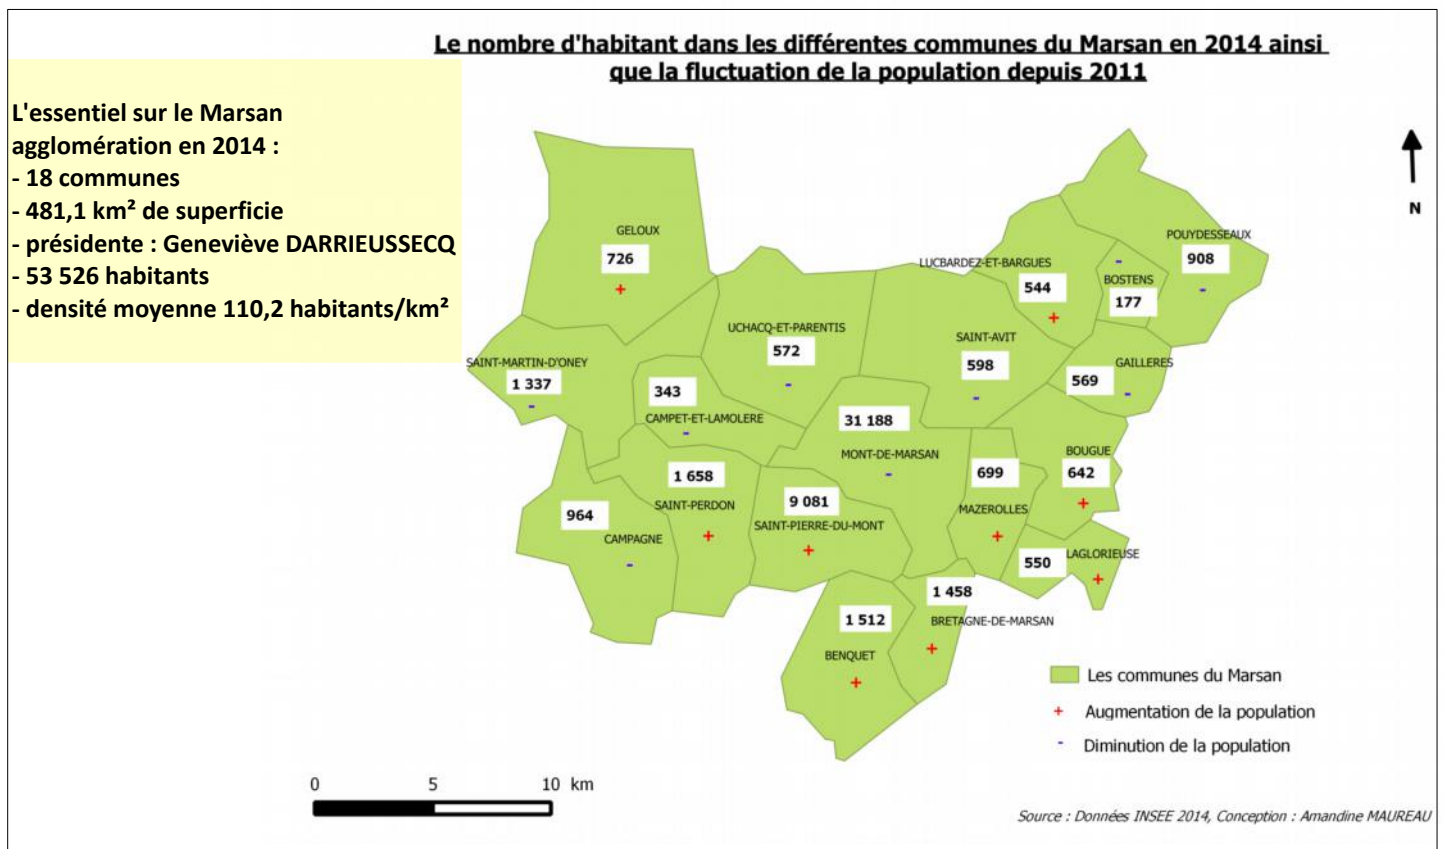 Le nombre d'habitant dans les différentes communes du Marsan en 2014 ainsi
que la fluctuation de la population depuis 2011
L'essentiel sur le Marsan
agglomération en 2014 :
- 18 communes
- 481,1 km² de superficie
- présidente : Geneviève DARRIEUSSECQ
- 53 526 habitants
- densité moyenne 110,2 habitants/km²
N
GELOUX
726
+
POUYDESSEAUX
908
-
LUCBARDEZ-ET-BARGUES
544
+
-
BOSTENS
177
UCHACQ-ET-PARENTIS
572
-
SAINT-AVIT
598
-
GAILLERES
569
-
SAINT-MARTIN-D'ONEY
1 337
-
343
CAMPET-ET-LAMOLERE
-
31 188
MONT-DE-MARSAN
-
BOUGUE
642
+
699
MAZEROLLES
+
1 658
SAINT-PERDON
+
9 081
SAINT-PIERRE-DU-MONT
+
964
CAMPAGNE
-
LAGLORIEUSE
550
+
1 458
BRETAGNE-DE-MARSAN
+
1 512
BENQUET
+
Les communes du Marsan
+ Augmentation de la population
- Diminution de la population
0 5 10 km
Source : Données INSEE 2014, Conception : Amandine MAUREAU